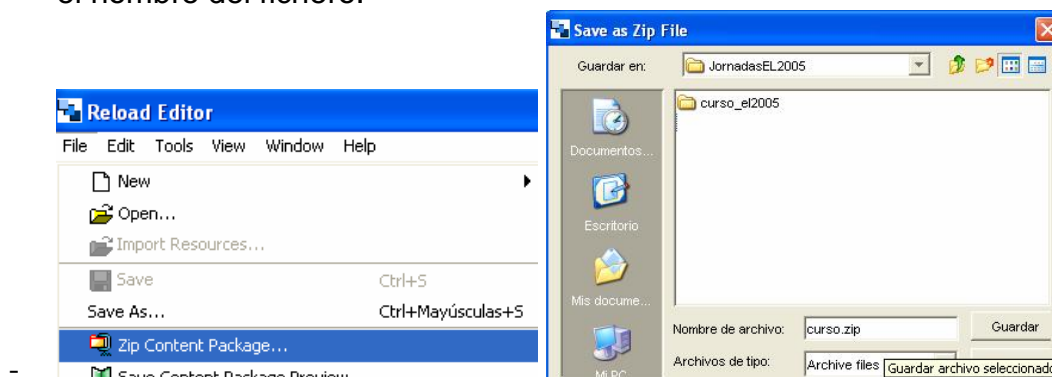 el nombre del fichero.
Reload Editor
File Edit Tools View Window Help
New
Open...
Import Resources...
Save Ctrl+S
Save As... Ctrl+Mayúsculas+S
Zip Content Package...
Save Content Package Preview
-
Save as Zip File
Guardar en: JornadasEL2005
curso_el2005
Documentos...
Escritorio
Mis docume...
Mi PC
Nombre de archivo: curso.zip Guardar
Archivos de tipo: Archive files Guardar archivo seleccionado